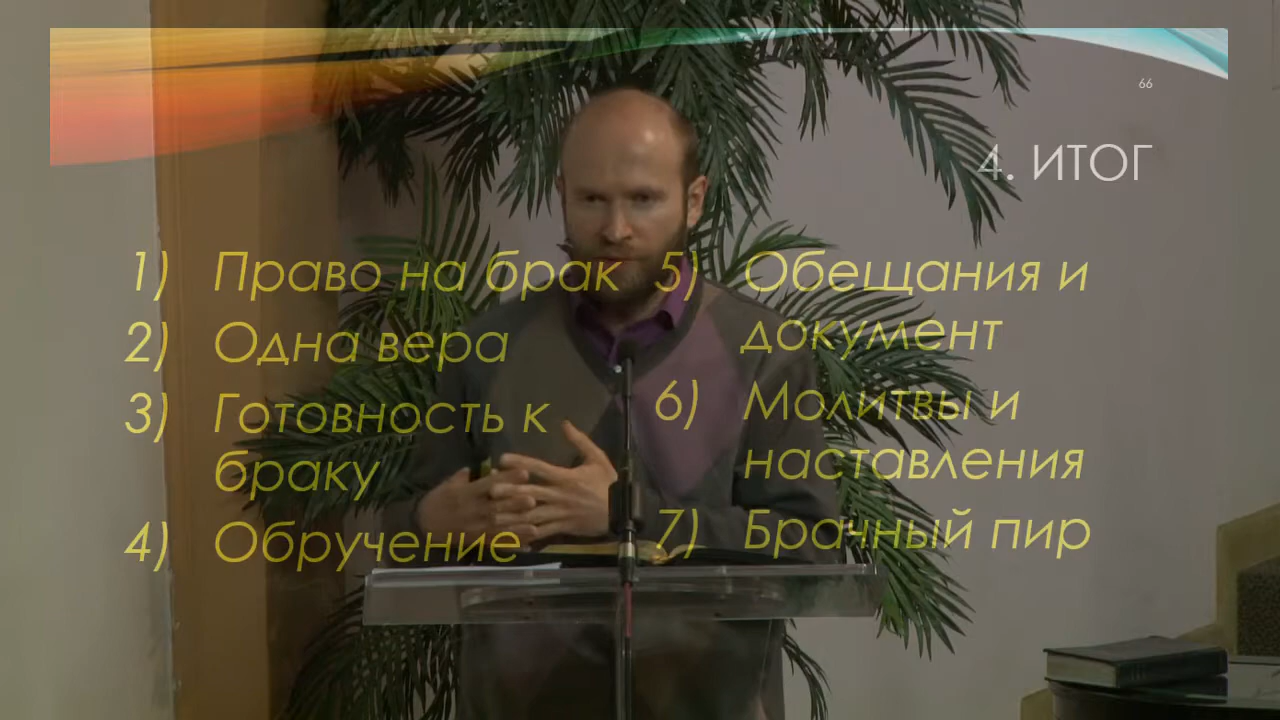 66
4. ИТОГ
1) Право на брак
2) Одна вера
3) Готовность к
браку
4) Обручение
5) Обещания и
документ
6) Молитвы и
наставления
7) Брачный пир